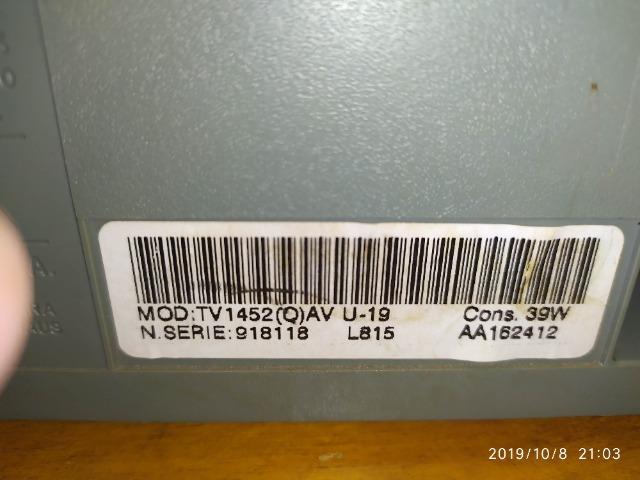 MOD:TV1452(Q)AV U-19 Cons. 39W
N.SERIE:918118 L815 AA162412
2019/10/8 21:03